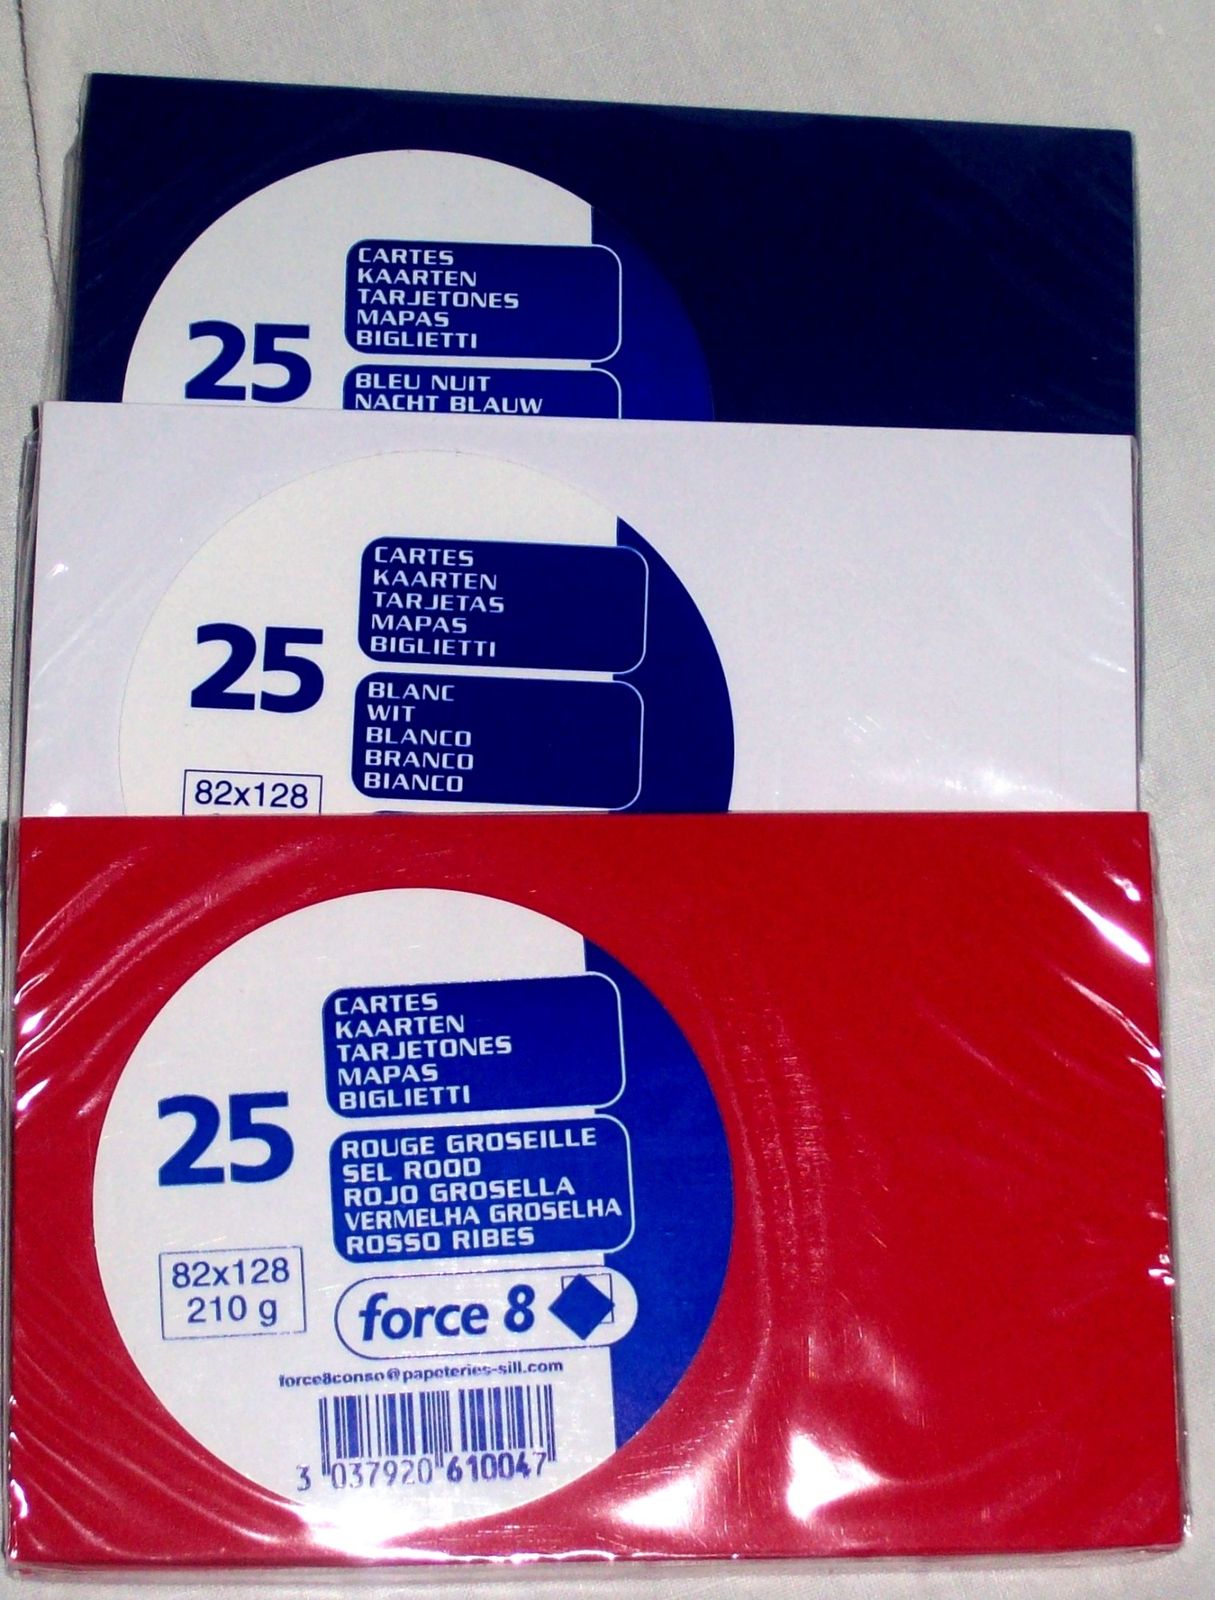 25
CARTES
KAARTEN
TARJETONES
MAPAS
BIGLIETTI
BLEU NUIT
NACHT BLAUW
25
CARTES
KAARTEN
TARJETAS
MAPAS
BIGLIETTI
BLANC
WIT
BLANCO
BRANCO
BIANCO
82x128
25
CARTES
KAARTEN
TARJETONES
MAPAS
BIGLIETTI
ROUGE GROSEILLE
SEL ROOD
ROJO GROSELLA
VERMELHA GROSELHA
ROSSO RIBES
82x128
210 g
force 8
force8conso@papeteries-sill.com
3 037920 610047